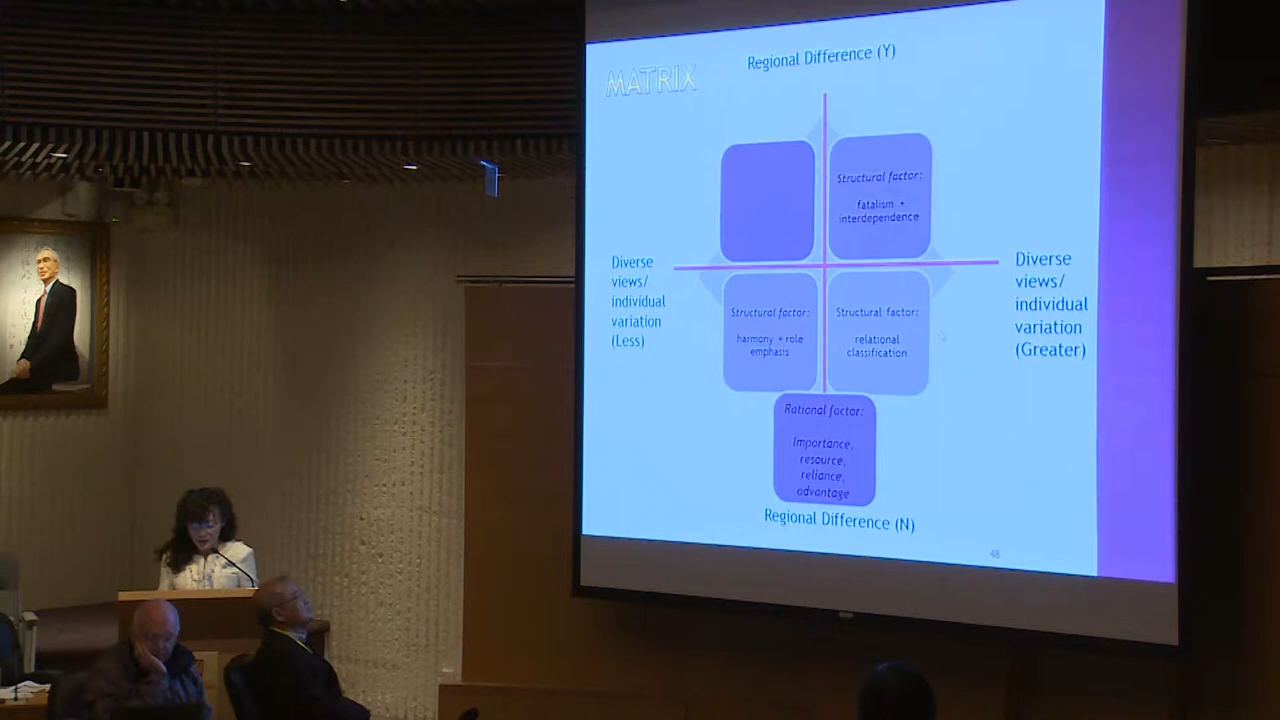 Regional Difference (Y)
MATRIX
Structural factor:
fatalism +
interdependence
Diverse
views/
individual
variation
(Less)
Diverse
views/
individual
variation
(Greater)
Structural factor:
harmony + role
emphasis
Structural factor:
relational
classification
Rational factor:
Importance,
resource,
reliance,
advantage
Regional Difference (N)
48